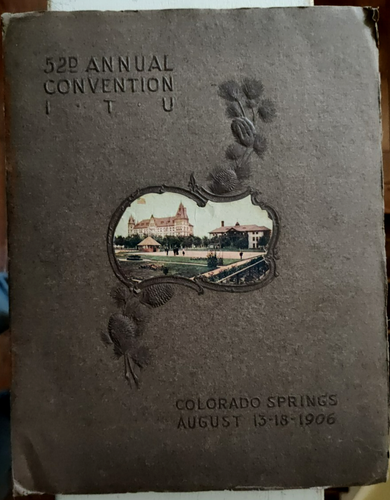 52D ANNUAL
CONVENTION
I · T · U
COLORADO SPRINGS
AUGUST 13-18-1906